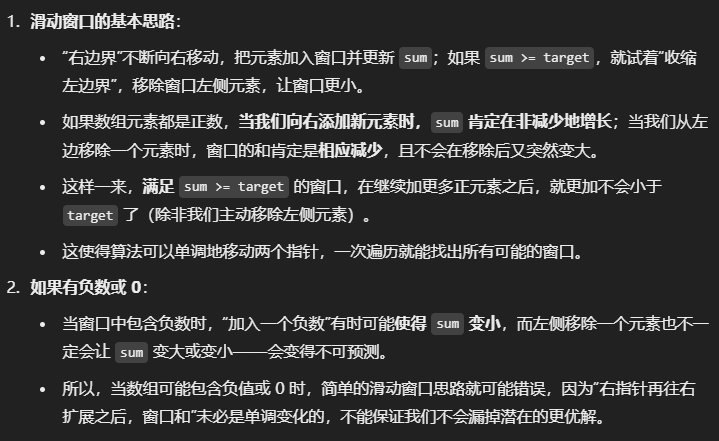 1. 滑动窗口的基本思路：
• “右边界”不断向右移动，把元素加入窗口并更新 sum；如果 sum >= target，就试着“收缩
左边界”，移除窗口左侧元素，让窗口更小。
• 如果数组元素都是正数，当我们向右添加新元素时，sum 肯定在非减少地增长；当我们从左
边移除一个元素时，窗口的和肯定是相应减少，且不会在移除后又突然变大。
• 这样一来，满足 sum >= target 的窗口，在继续加更多正元素之后，就更加不会小于
target 了（除非我们主动移除左侧元素）。
• 这使得算法可以单调地移动两个指针，一次遍历就能找出所有可能的窗口。
2. 如果有负数或 0：
• 当窗口中包含负数时，“加入一个负数”有时可能使得 sum 变小，而左侧移除一个元素也不一
定会让 sum 变大或变小——会变得不可预测。
• 所以，当数组可能包含负值或 0 时，简单的滑动窗口思路就可能错误，因为“右指针再往右
扩展之后，窗口和”未必是单调变化的，不能保证我们不会漏掉潜在的更优解。